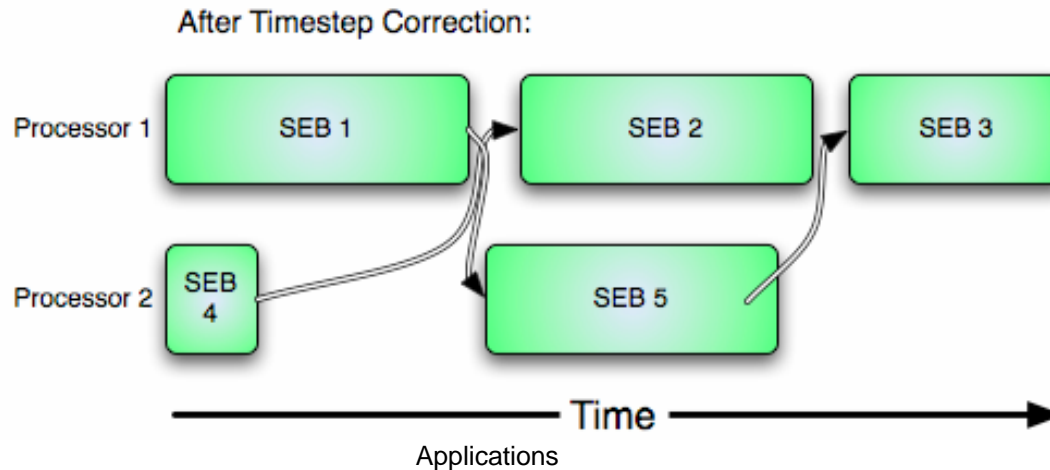 After Timestep Correction:
Processor 1
SEB 1
SEB 2
SEB 3
Processor 2
SEB
4
SEB 5
Time
Applications